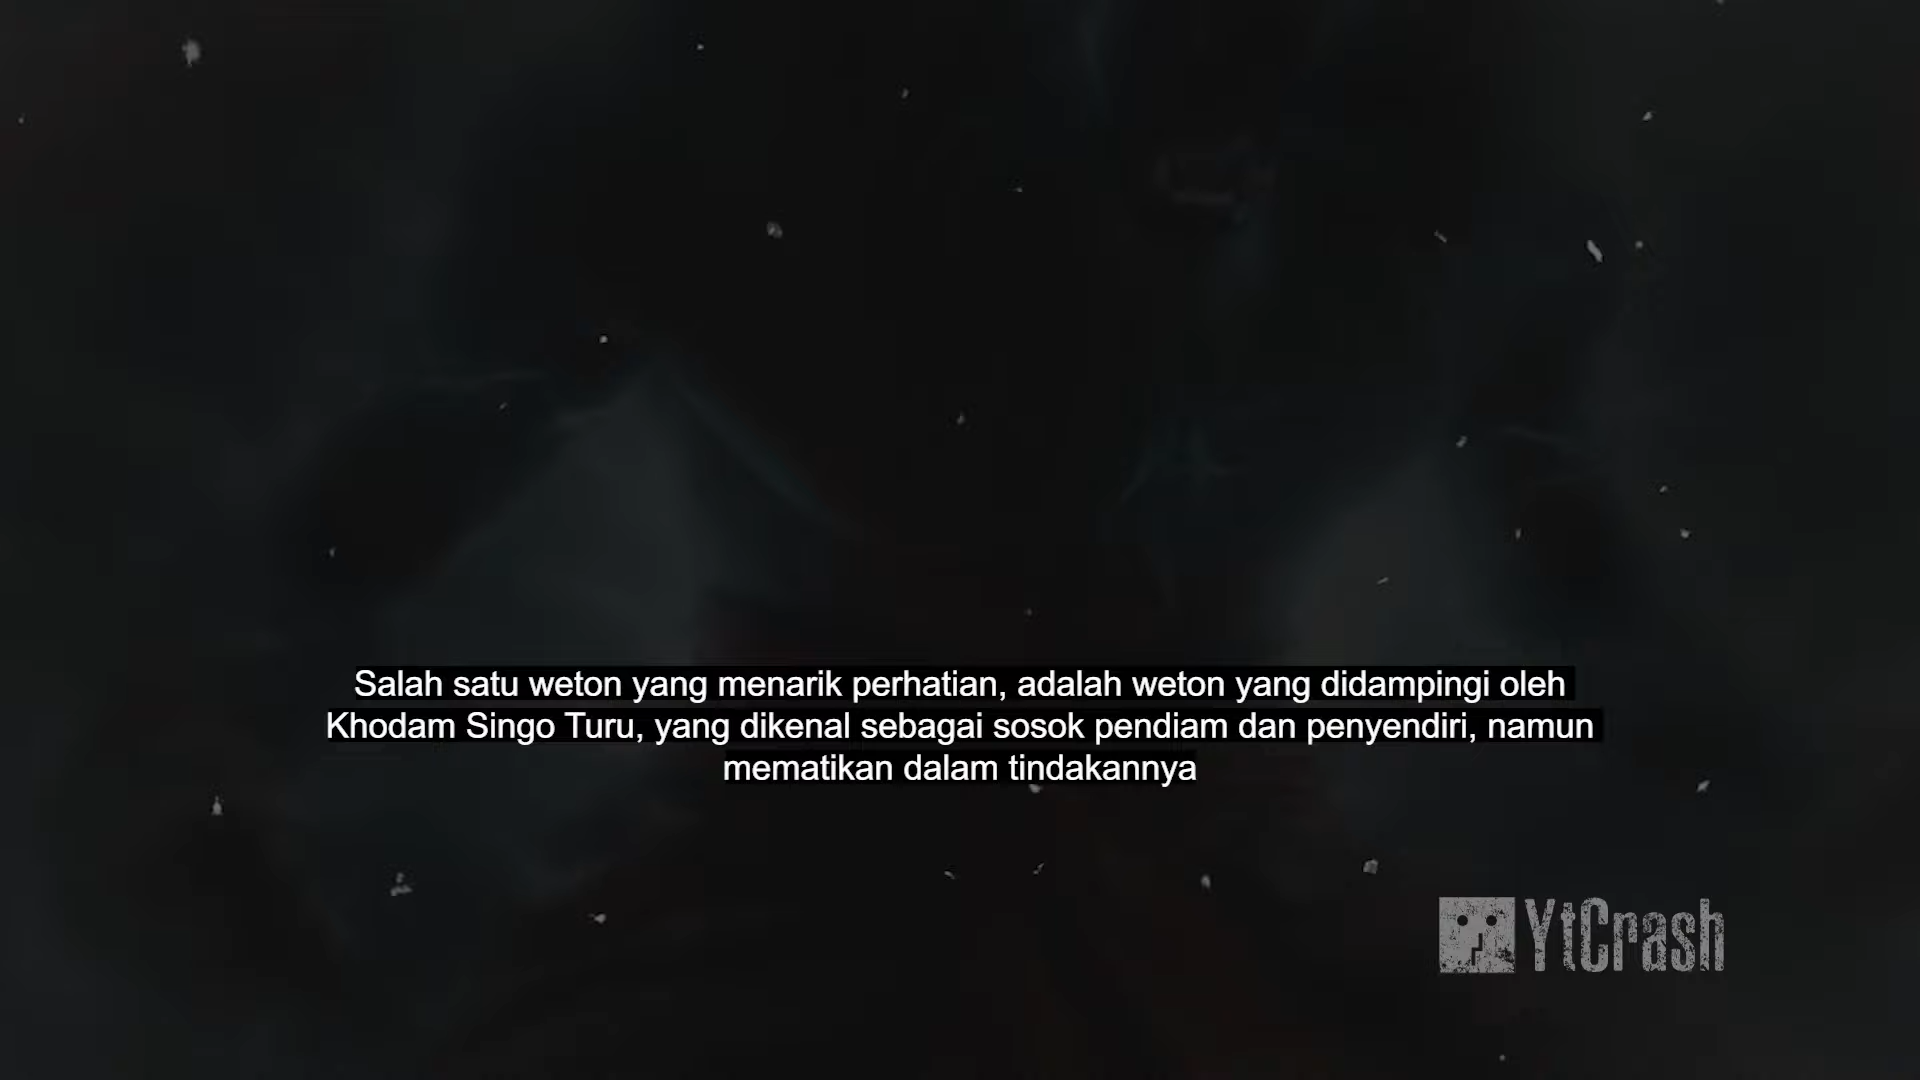 Salah satu weton yang menarik perhatian, adalah weton yang didampingi oleh
Khodam Singo Turu, yang dikenal sebagai sosok pendiam dan penyendiri, namun
mematikan dalam tindakannya
YtCrash